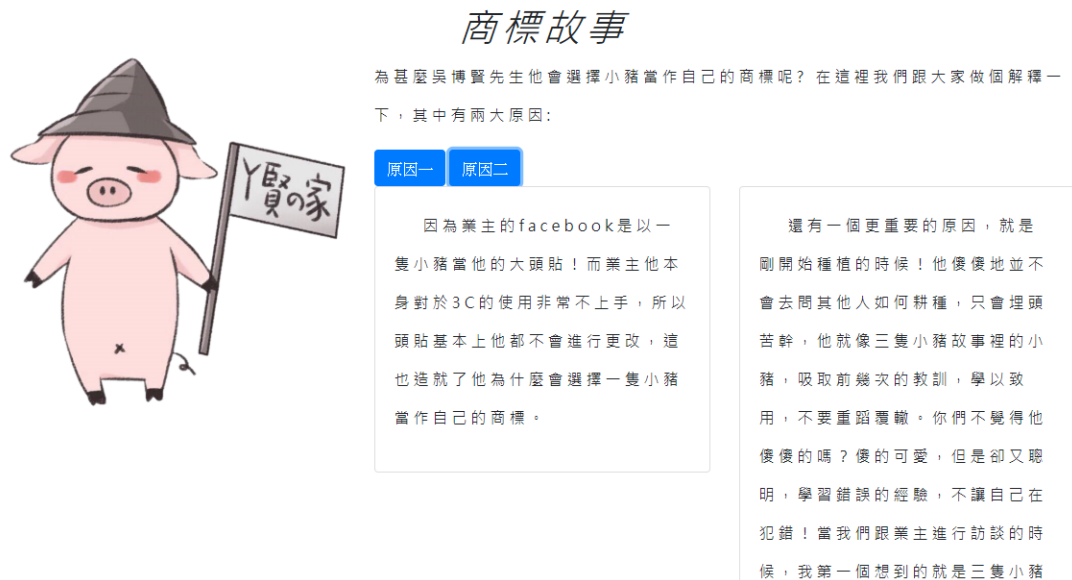 商標故事
為甚麼吳博賢先生他會選擇小豬當作自己的商標呢? 在這裡我們跟大家做個解釋一
下，其中有兩大原因:
丫賢の家
原因一
原因二
因為業主的facebook是以一
隻小豬當他的大頭貼！而業主他本
身對於3C的使用非常不上手，所以
頭貼基本上他都不會進行更改，這
也造就了他為什麼會選擇一隻小豬
當作自己的商標。
還有一個更重要的原因，就是
剛開始種植的時候！他傻傻地並不
會去問其他人如何耕種，只會埋頭
苦幹，他就像三隻小豬故事裡的小
豬，吸取前幾次的教訓，學以致
用，不要重蹈覆轍。你們不覺得他
傻傻的嗎？傻的可愛，但是卻又聰
明，學習錯誤的經驗，不讓自己在
犯錯！當我們跟業主進行訪談的時
候，我第一個想到的就是三隻小豬